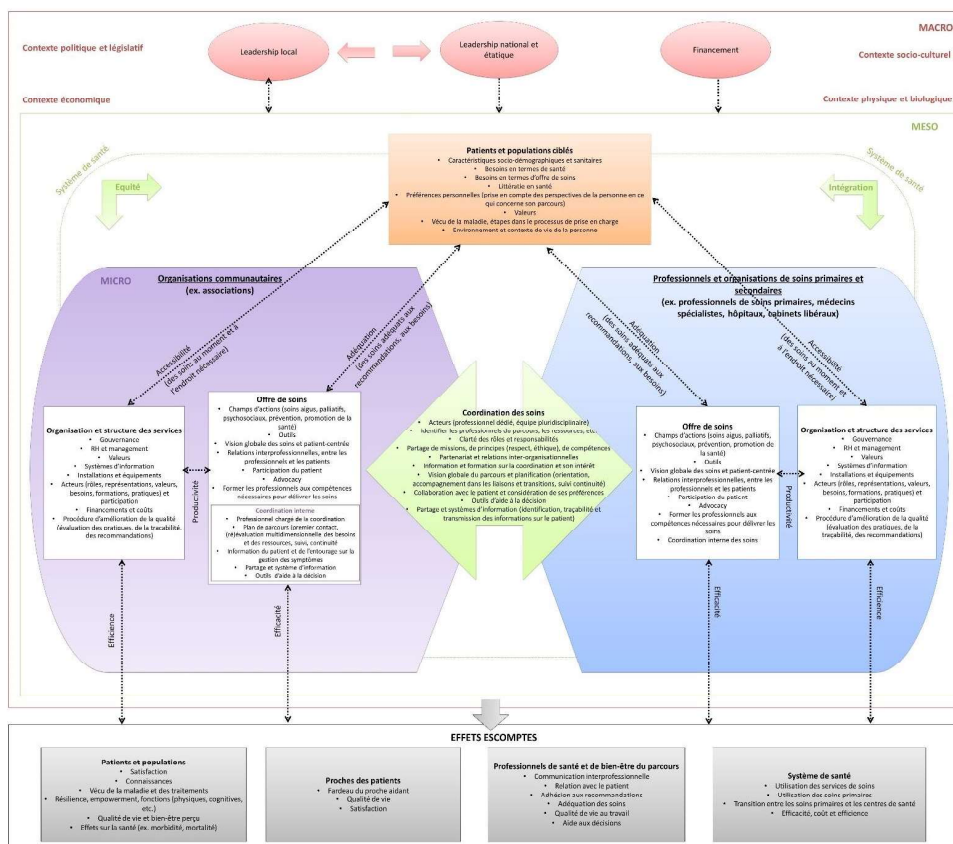 MACRO
Contexte politique et législatif
Contexte socio-culturel
Leadership local
Leadership national et
étatique
Financement
Contexte économique
Contexte physique et biologique
MESO
Système de santé
Equité
Intégration
Système de santé
Patients et populations ciblés
• Caractéristiques socio-démographiques et sanitaires
• Besoins en termes de santé
• Besoins en termes d'offre de soins
• Littératie en santé
• Préférences personnelles (prise en compte des perspectives de la personne en ce
qui concerne son parcours)
• Valeurs
• Vécu de la maladie, étapes dans le processus de prise en charge
• Environnement et contexte de vie de la personne
MICRO
Organisations communautaires
(ex. associations)
Accessibilité
(des soins au moment et à
l'endroit nécessaire)
Adéquation
(des soins adéquats aux
recommandations, aux besoins)
Organisation et structure des services
• Gouvernance
• RH et management
• Valeurs
• Systèmes d'information
• Installations et équipements
• Acteurs (rôles, représentations, valeurs,
besoins, formations, pratiques) et
participation
• Financements et coûts
• Procédure d'amélioration de la qualité
(évaluation des pratiques, de la traçabilité,
des recommandations)
Productivité
Offre de soins
• Champs d'actions (soins aigus, palliatifs,
psychosociaux, prévention, promotion de la
santé)
• Outils
• Vision globale des soins et patient-centrée
• Relations interprofessionnelles, entre les
professionnels et les patients
• Participation du patient
• Advocacy
• Former les professionnels aux compétences
nécessaires pour délivrer les soins
Coordination interne
• Professionnel chargé de la coordination
• Plan de parcours (premier contact,
(ré)évaluation multidimensionnelle des besoins
et des ressources, suivi, continuité
• Information du patient et de l'entourage sur la
gestion des symptômes
• Partage et système d'information
• Outils d'aide à la décision
Efficience
Efficacité
Coordination des soins
• Acteurs (professionnel dédié, équipe pluridisciplinaire)
• Identifier les professionnels du parcours, les ressources, etc.
• Clarté des rôles et responsabilités
• Partage de missions, de principes (respect, éthique), de compétences
• Partenariat et relations inter-organisationnelles
• Information et formation sur la coordination et son intérêt
• Vision globale du parcours et planification (orientation,
accompagnement dans les liaisons et transitions, suivi continuité)
• Collaboration avec le patient et considération de ses préférences
• Outils d'aide à la décision
• Partage et systèmes d'information (identification, traçabilité et
transmission des informations sur le patient)
Professionnels et organisations de soins primaires et
secondaires
(ex. professionnels de soins primaires, médecins
spécialistes, hôpitaux, cabinets libéraux)
Adéquation
(des soins adéquats aux
recommandations, aux besoins)
Accessibilité
(des soins au moment et
à l'endroit nécessaire)
Offre de soins
• Champs d'actions (soins aigus, palliatifs,
psychosociaux, prévention, promotion
de la santé)
• Outils
• Vision globale des soins et patient-centrée
• Relations interprofessionnelles, entre les
professionnels et les patients
• Participation du patient
• Advocacy
• Former les professionnels aux
compétences nécessaires pour délivrer les
soins
• Coordination interne des soins
Productivité
Organisation et structure des services
• Gouvernance
• RH et management
• Valeurs
• Systèmes d'information
• Installations et équipements
• Acteurs (rôles, représentations, valeurs,
besoins, formations, pratiques) et
participation
• Financements et coûts
• Procédure d'amélioration de la qualité
(évaluation des pratiques, de la
traçabilité, des recommandations)
Efficacité
Efficience
EFFETS ESCOMPTES
Patients et populations
• Satisfaction
• Connaissances
• Vécu de la maladie et des traitements
• Résilience, empowerment, fonctions (physiques, cognitives,
etc.)
• Qualité de vie et bien-être perçu
• Effets sur la santé (ex. morbidité, mortalité)
Proches des patients
• Fardeau du proche aidant
• Qualité de vie
• Satisfaction
Professionnels de santé et de bien-être du parcours
• Communication interprofessionnelle
• Relation avec le patient
• Adhésion aux recommandations
• Adéquation des soins
• Qualité de vie au travail
• Aide aux décisions
Système de santé
• Utilisation des services de soins
• Utilisation des soins primaires
• Transition entre les soins primaires et les centres de santé
• Efficacité, coût et efficience